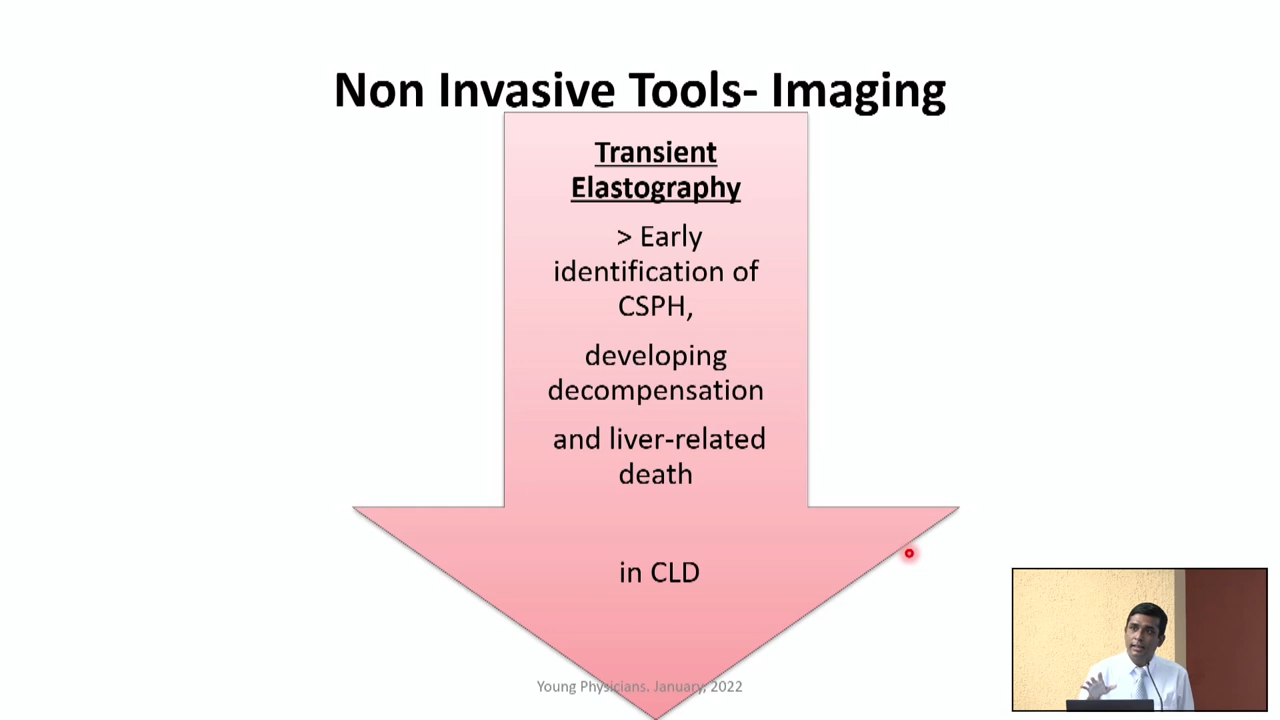 Non Invasive Tools- Imaging
Transient
Elastography
> Early
identification of
CSPH,
developing
decompensation
and liver-related
death
in CLD
Young Physicians. January, 2022